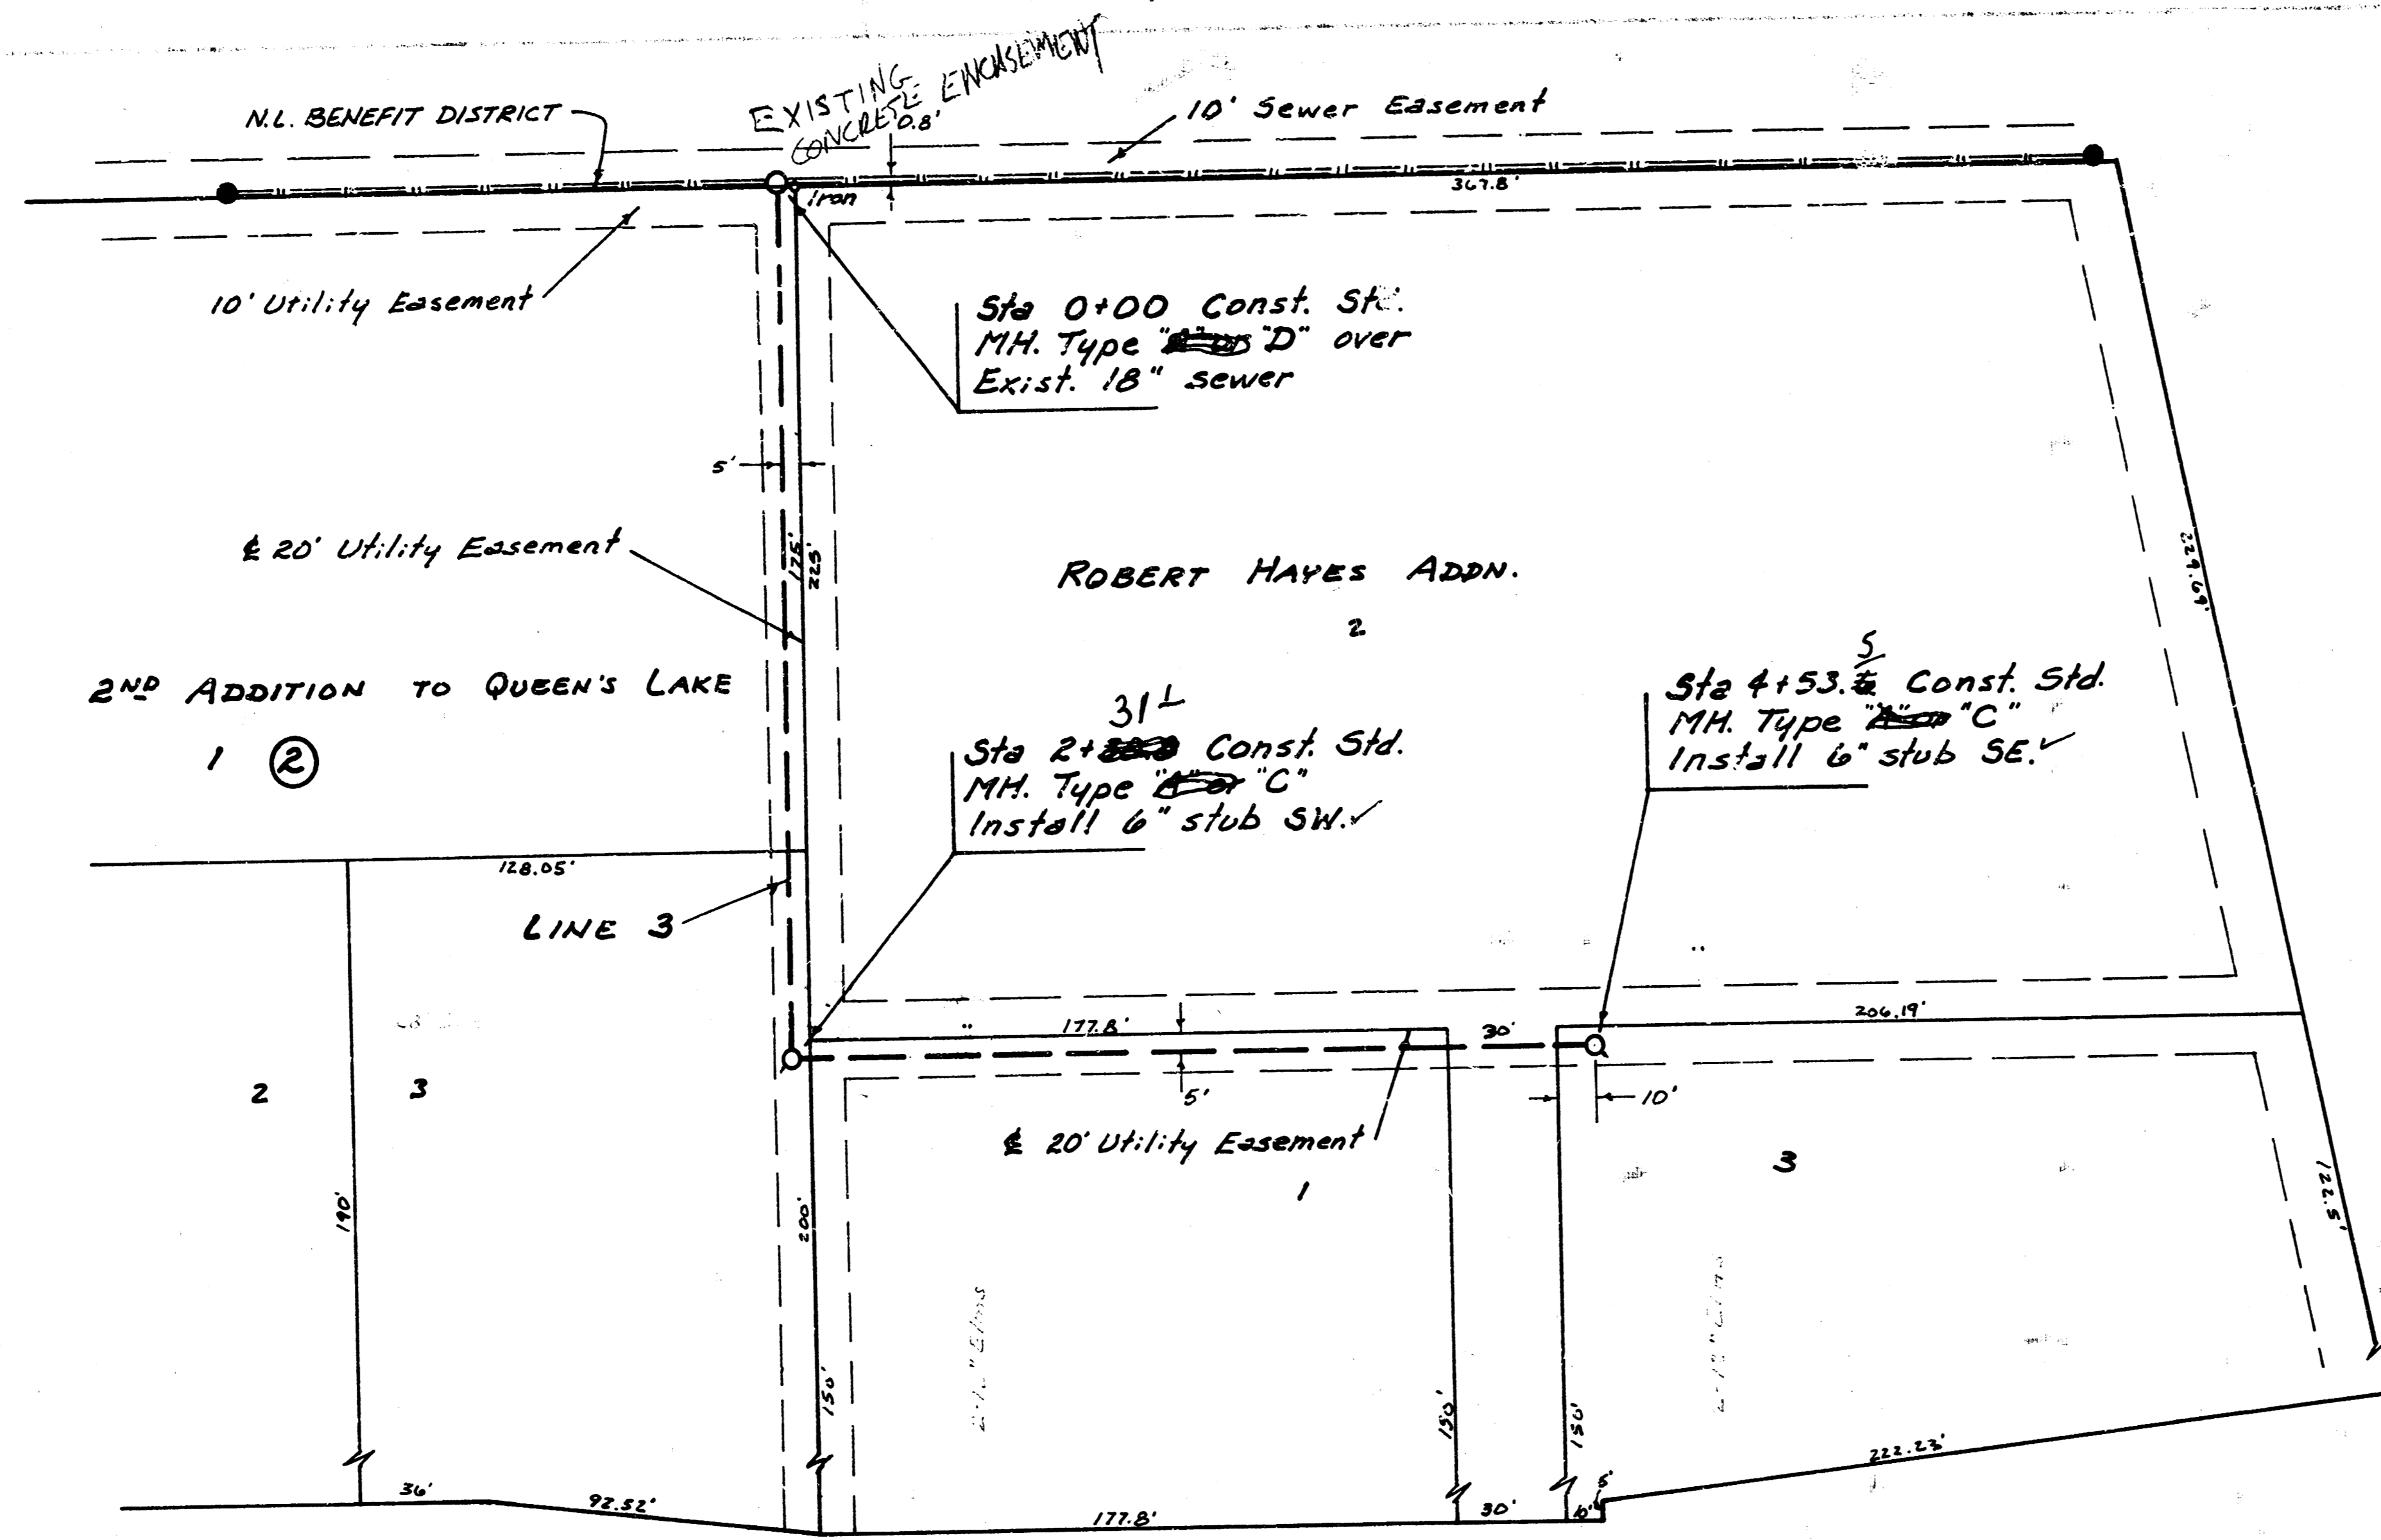 EXISTING
CONCRETE ENCASEMENT
0.8'
N.L. BENEFIT DISTRICT
10' Sewer Easement
367.8'
Iron
10' Utility Easement
Sta 0+00 Const. Std.
MH. Type "D" over
Exist. 18" sewer
5'
℄ 20' Utility Easement
175'
225'
229.69'
ROBERT HAYES ADDN.
2
2ND ADDITION TO QUEEN'S LAKE
1 ②
31⊥
Sta 2+ Const. Std.
MH. Type "C"
Install 6" stub SW.✓
5
Sta 4+53. Const. Std.
MH. Type "C"
Install 6" stub SE.✓
128.05'
LINE 3
177.8'
30'
206.19'
2
3
5'
10'
℄ 20' Utility Easement
1
3
190'
200'
122.5'
150'
150'
150'
36'
92.52'
177.8'
30'
10'
5'
222.23'